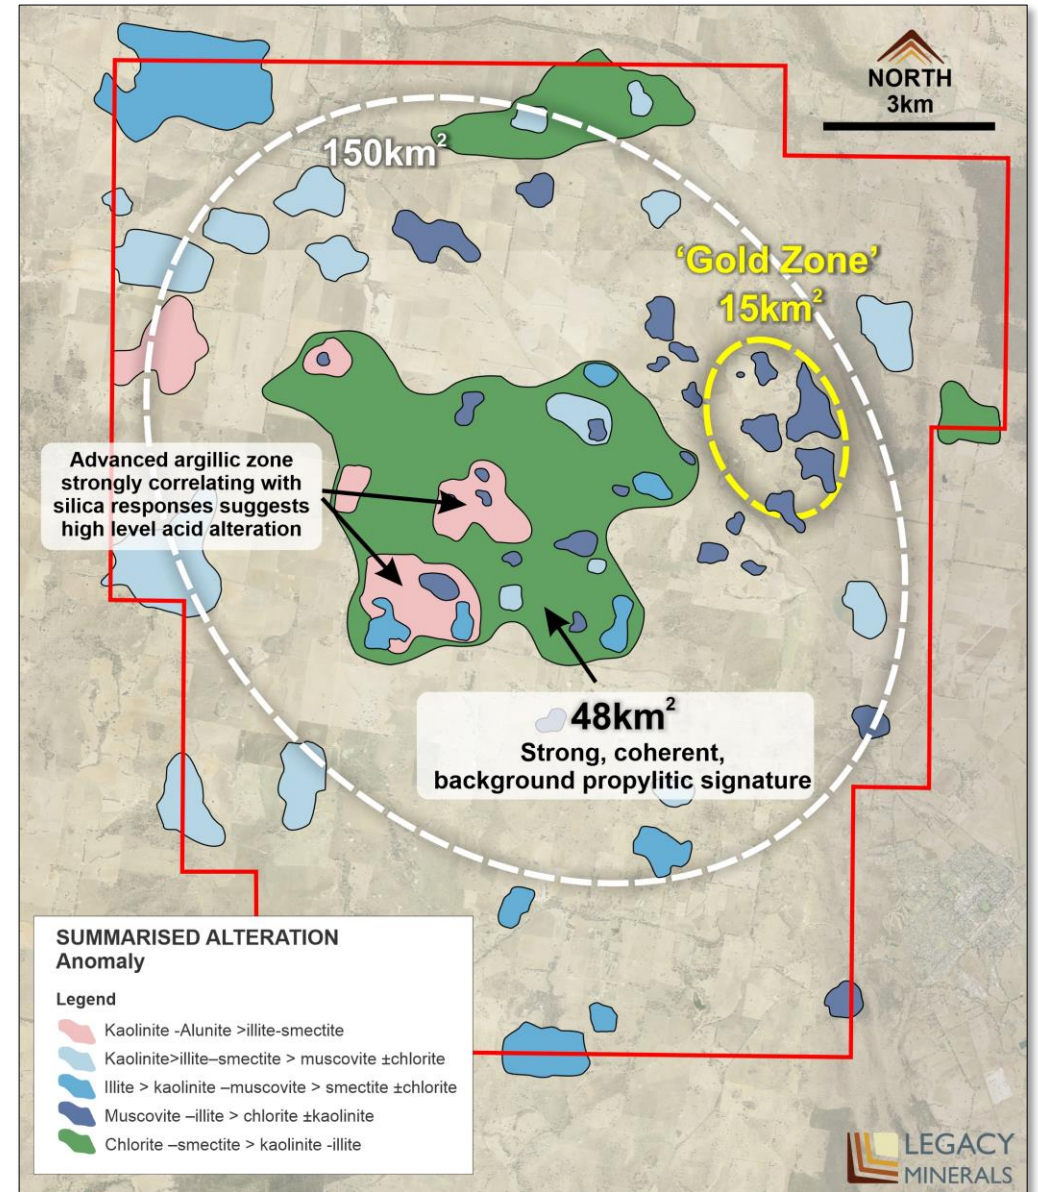 NORTH
3km
150km²
‘Gold Zone’
15km²
Advanced argillic zone
strongly correlating with
silica responses suggests
high level acid alteration
48km²
Strong, coherent,
background propylitic signature
SUMMARISED ALTERATION
Anomaly
Legend
Kaolinite -Alunite >illite-smectite
Kaolinite>illite–smectite > muscovite ±chlorite
Illite > kaolinite –muscovite > smectite ±chlorite
Muscovite –illite > chlorite ±kaolinite
Chlorite –smectite > kaolinite -illite
LEGACY
MINERALS